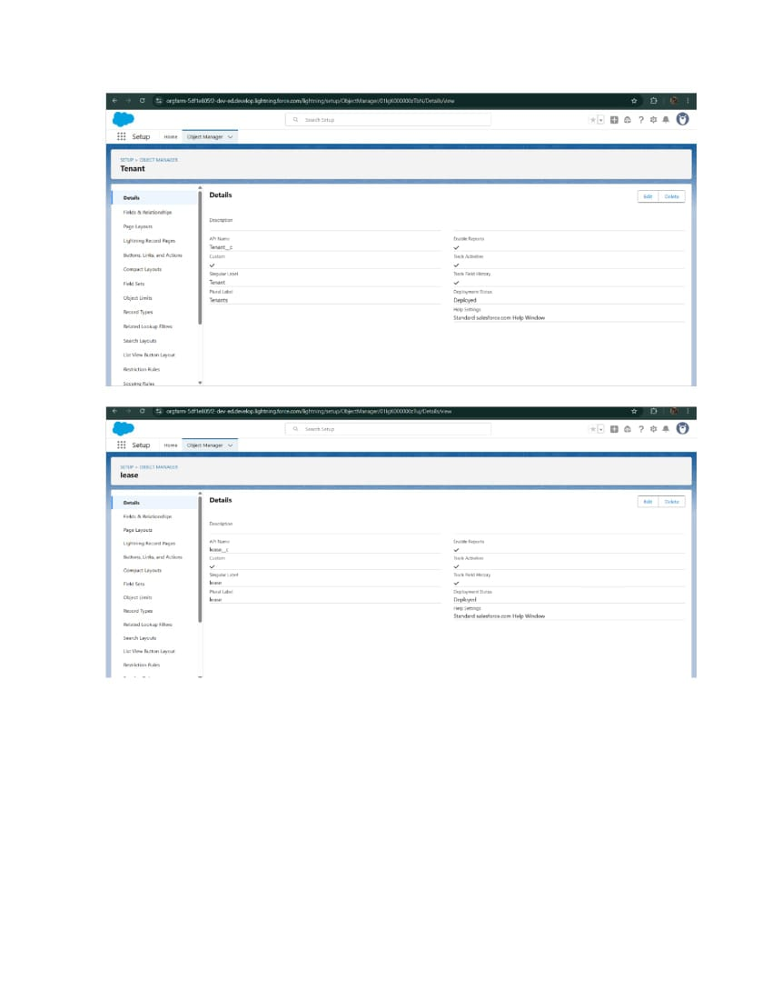 orgfarm-5df1e805f2-dev-ed.develop.lightning.force.com/lightning/setup/ObjectManager/01IgK000000zTbN/Details/view
Search Setup
Setup Home Object Manager
SETUP > OBJECT MANAGER
Tenant
Details
Fields & Relationships
Page Layouts
Lightning Record Pages
Buttons, Links, and Actions
Compact Layouts
Field Sets
Object Limits
Record Types
Related Lookup Filters
Search Layouts
List View Button Layout
Restriction Rules
Scoping Rules
Details
Edit Delete
Description
API Name
Tenant__c
Custom
Singular Label
Tenant
Plural Label
Tenants
Enable Reports
Track Activities
Track Field History
Deployment Status
Deployed
Help Settings
Standard salesforce.com Help Window
orgfarm-5df1e805f2-dev-ed.develop.lightning.force.com/lightning/setup/ObjectManager/01IgK000000zTuj/Details/view
Search Setup
Setup Home Object Manager
SETUP > OBJECT MANAGER
lease
Details
Fields & Relationships
Page Layouts
Lightning Record Pages
Buttons, Links, and Actions
Compact Layouts
Field Sets
Object Limits
Record Types
Related Lookup Filters
Search Layouts
List View Button Layout
Restriction Rules
Details
Edit Delete
Description
API Name
lease__c
Custom
Singular Label
lease
Plural Label
lease
Enable Reports
Track Activities
Track Field History
Deployment Status
Deployed
Help Settings
Standard salesforce.com Help Window